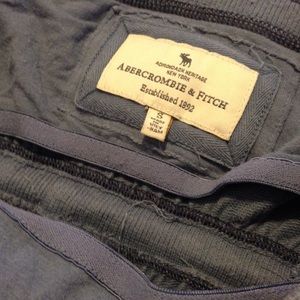 ADIRONDACK HERITAGE
NEW YORK
ABERCROMBIE & FITCH
Established 1892
S